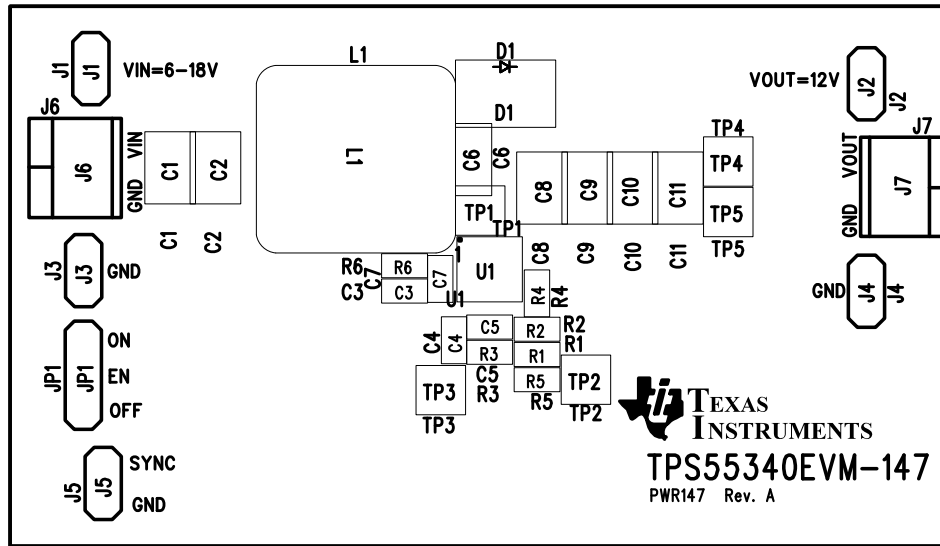 J1
J1
VIN=6-18V
L1
L1
D1
D1
VOUT=12V
J2
J2
J6
J6
VIN
GND
C1
C2
C1
C2
C6
C6
TP1
TP1
C8
C9
C10
C11
C8
C9
C10
C11
TP4
TP4
TP5
TP5
J7
VOUT
GND
J7
J3
J3
GND
R6
R6
C7
C7
C3
C3
1
U1
U1
R4
R4
GND
J4
J4
C4
C4
C5
R2
R2
R3
R1
R1
C5
R3
R5
R5
TP3
TP3
TP2
TP2
JP1
JP1
ON
EN
OFF
J5
J5
SYNC
GND
TEXAS
INSTRUMENTS
TPS55340EVM-147
PWR147 Rev. A